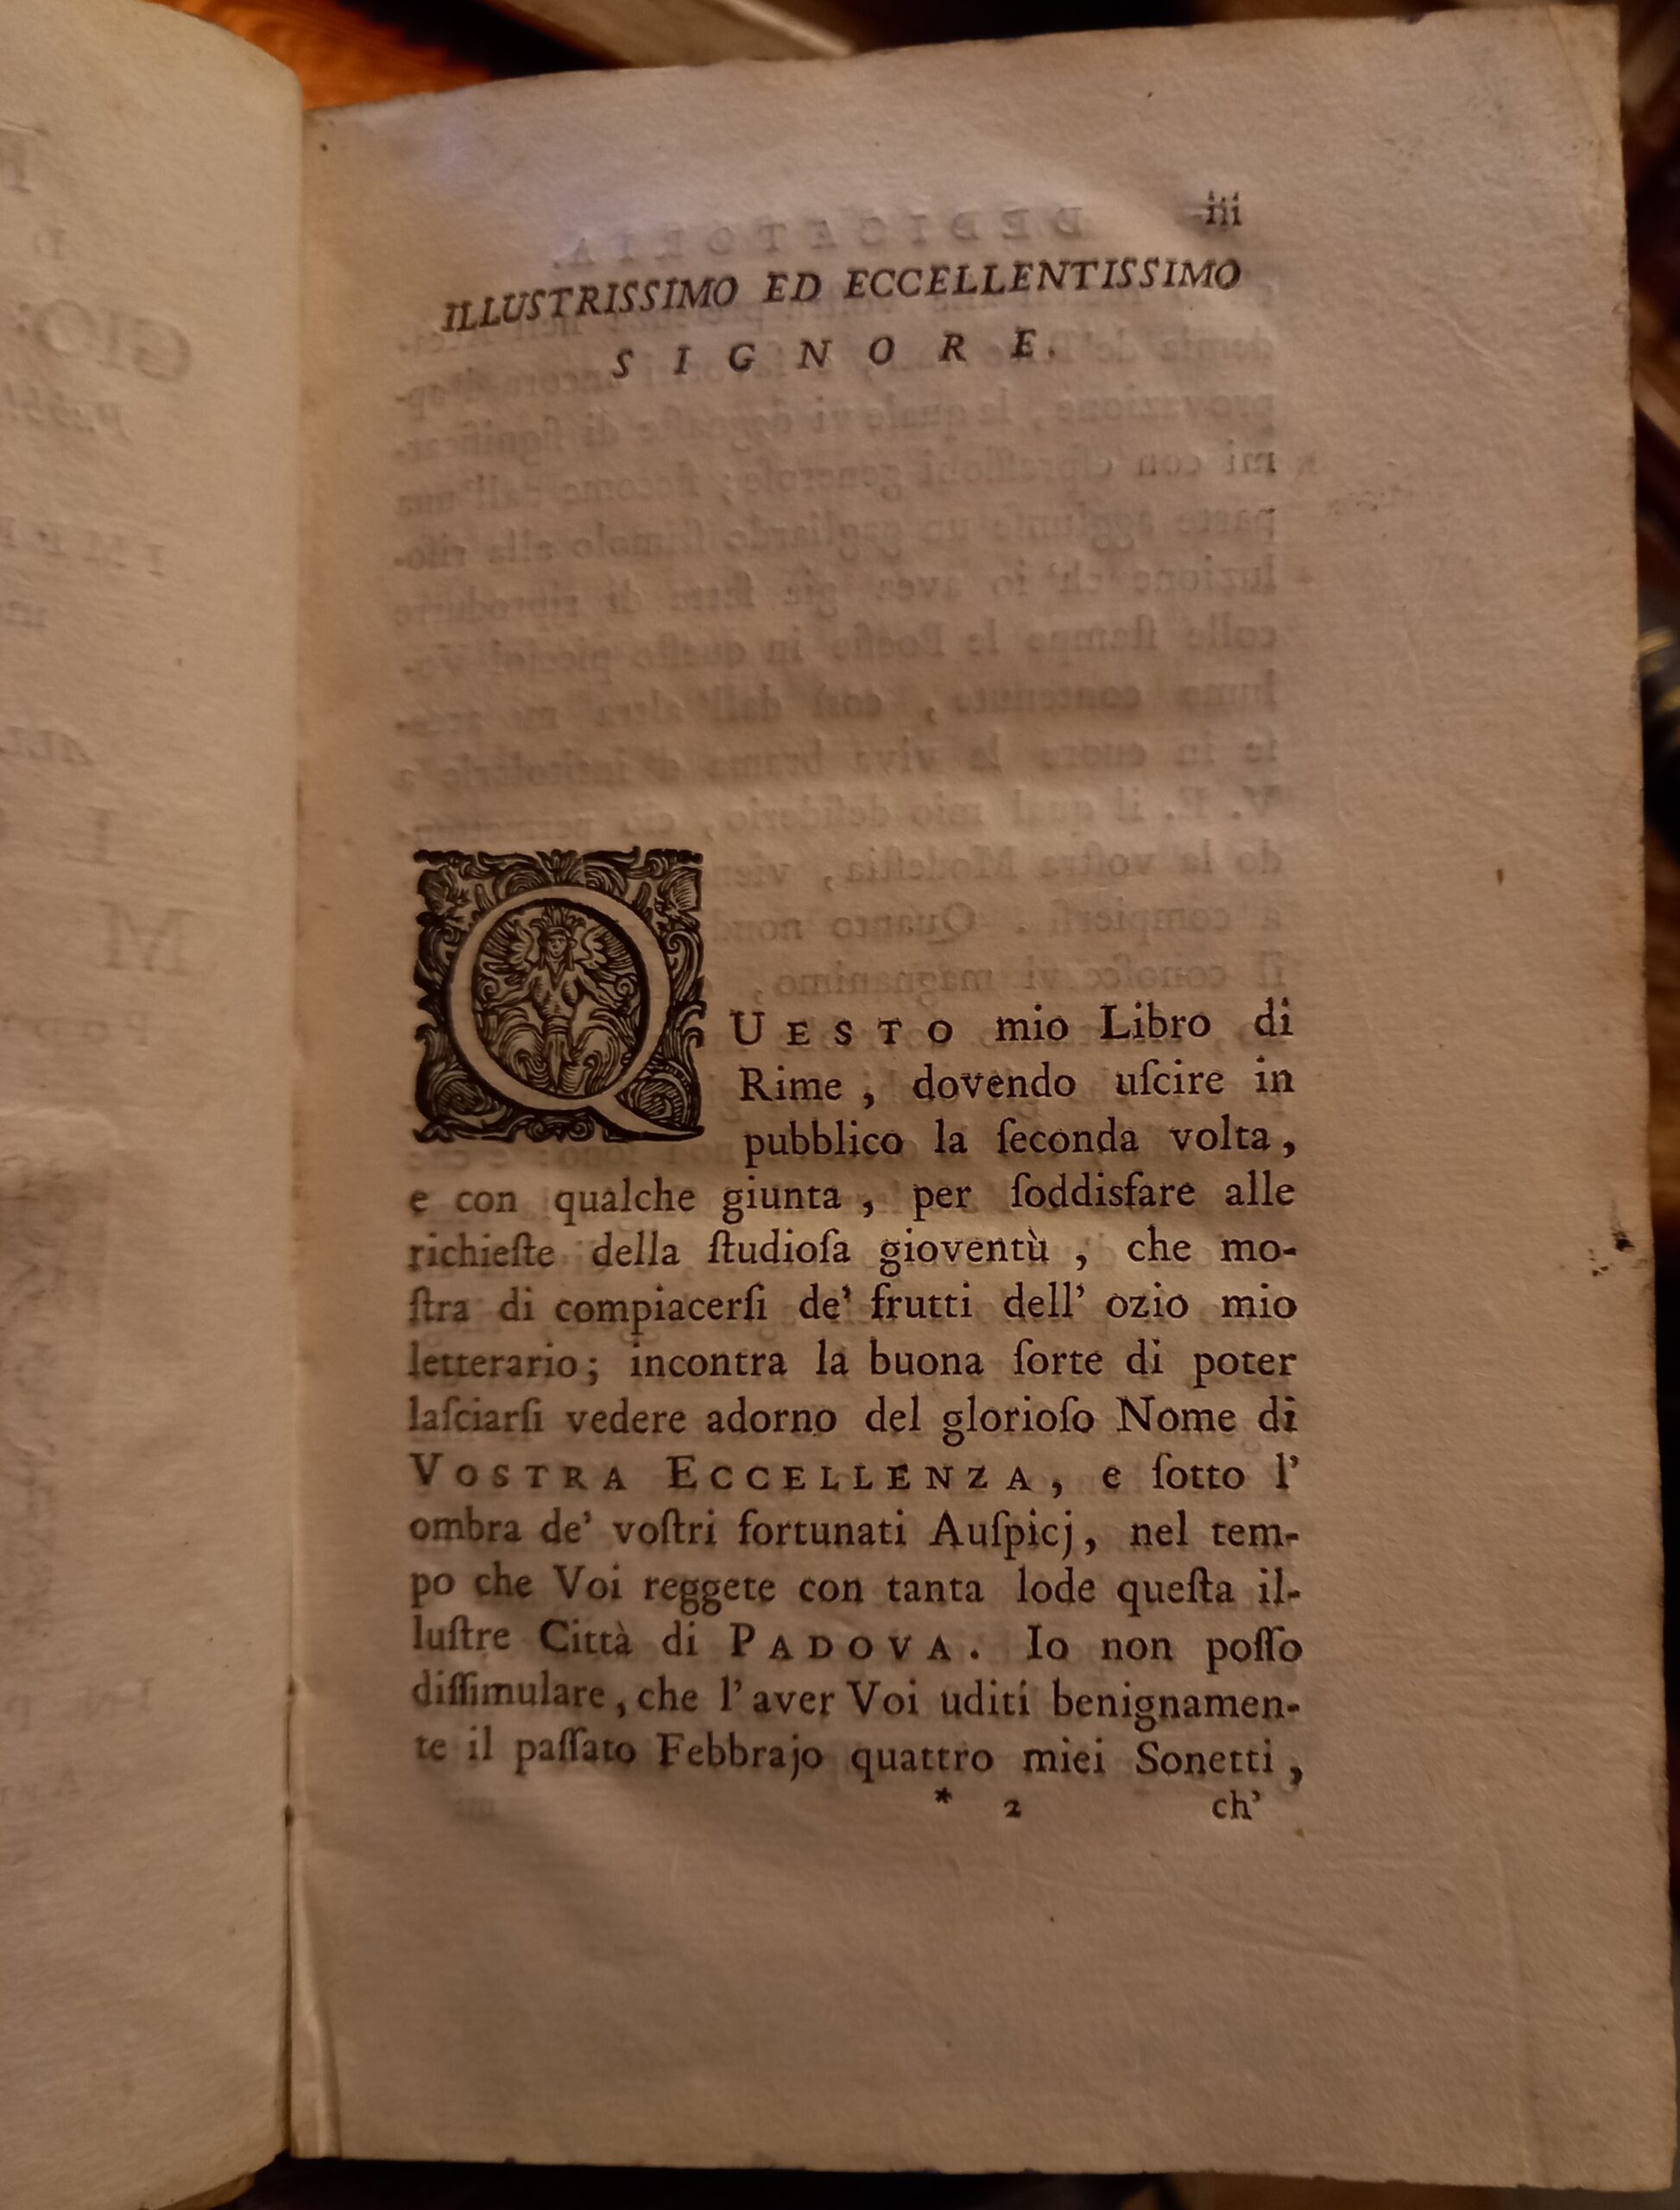 iii
ILLUSTRISSIMO ED ECCELLENTISSIMO
SIGNORE.
QUESTO mio Libro di
Rime, dovendo uſcire in
pubblico la ſeconda volta,
e con qualche giunta, per ſoddisfare alle
richieſte della ſtudioſa gioventù, che mo-
ſtra di compiacerſi de' frutti dell' ozio mio
letterario; incontra la buona ſorte di poter
laſciarſi vedere adorno del glorioſo Nome di
VOSTRA ECCELLENZA, e ſotto l'
ombra de' voſtri fortunati Auſpicj, nel tem-
po che Voi reggete con tanta lode queſta il-
luſtre Città di PADOVA. Io non poſſo
diſſimulare, che l'aver Voi uditi benignamen-
te il paſſato Febbrajo quattro miei Sonetti,
* 2 ch'